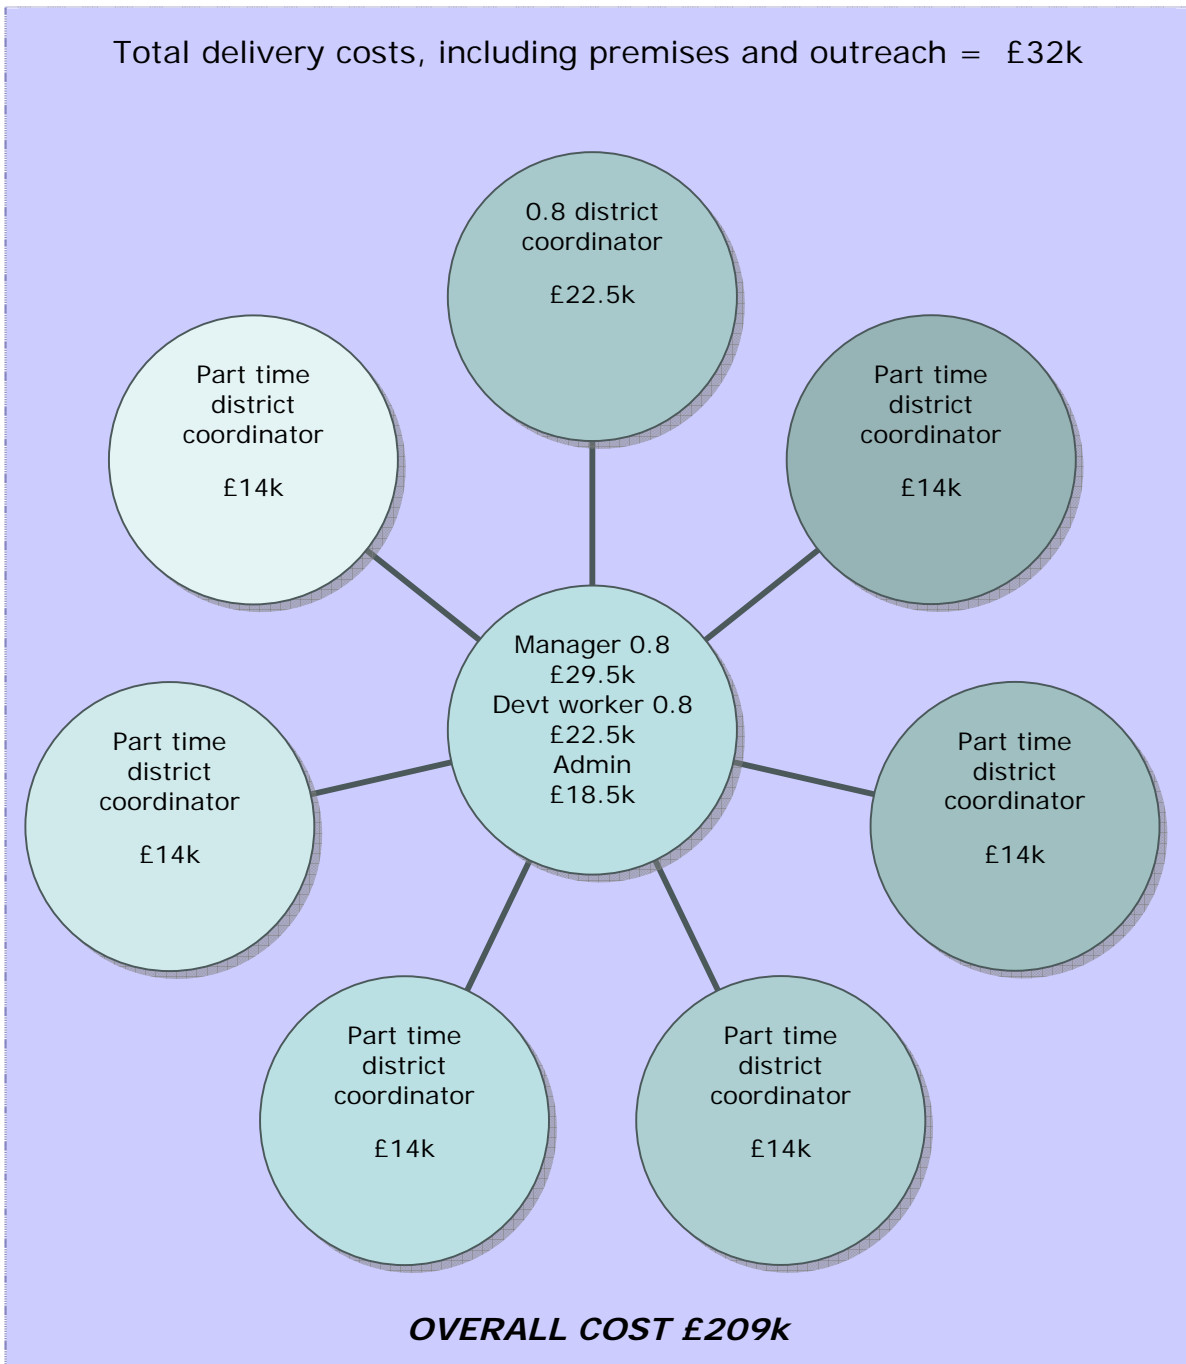 Total delivery costs, including premises and outreach = £32k
0.8 district
coordinator
£22.5k
Part time
district
coordinator
£14k
Part time
district
coordinator
£14k
Manager 0.8
£29.5k
Devt worker 0.8
£22.5k
Admin
£18.5k
Part time
district
coordinator
£14k
Part time
district
coordinator
£14k
Part time
district
coordinator
£14k
Part time
district
coordinator
£14k
OVERALL COST £209k